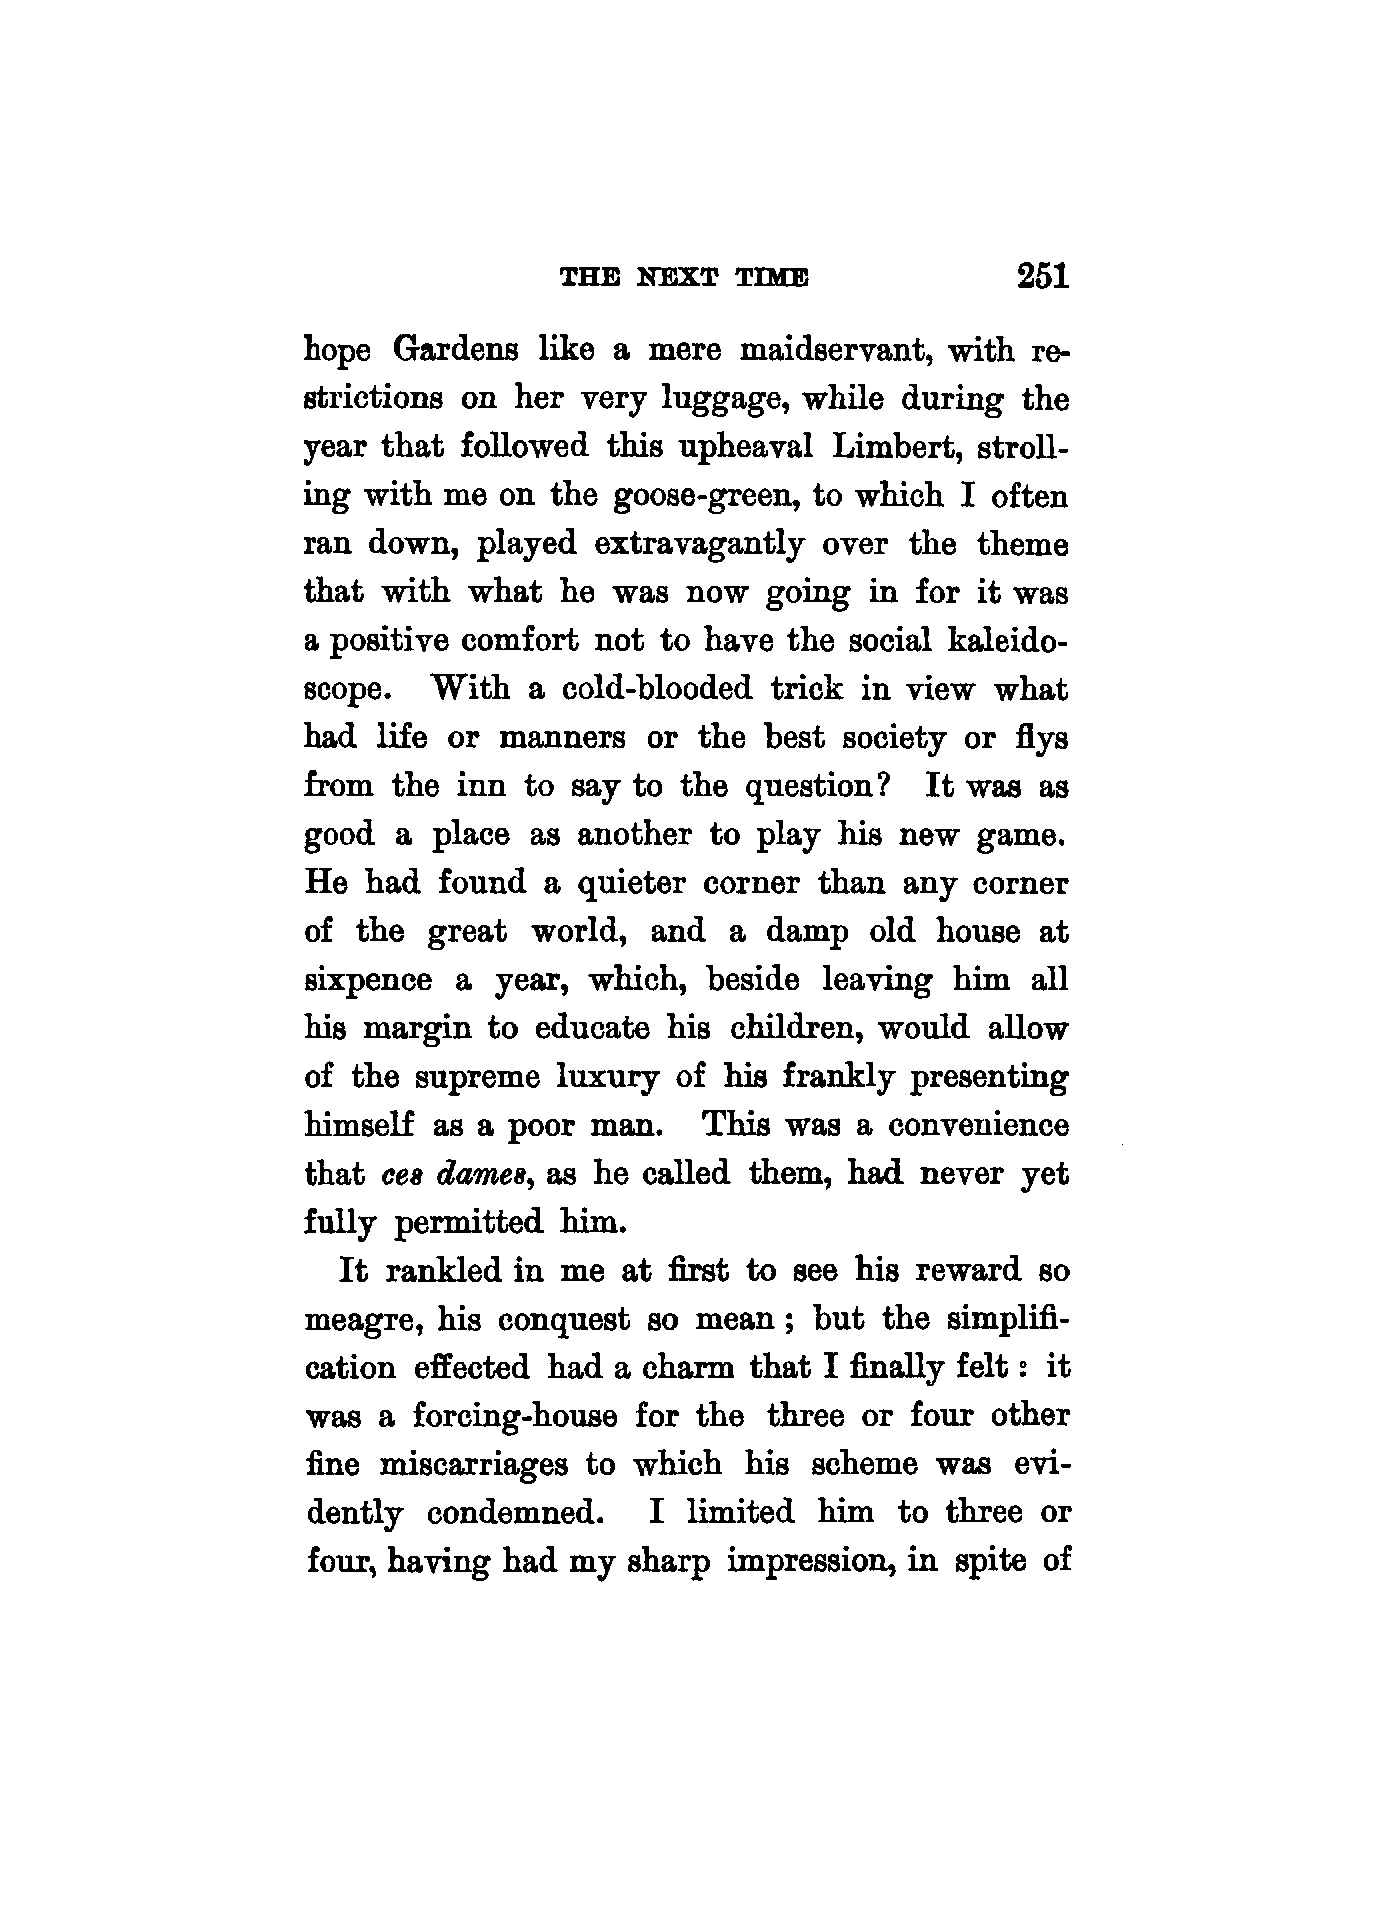 THE NEXT TIME 251
hope Gardens like a mere maidservant, with re-
strictions on her very luggage, while during the
year that followed this upheaval Limbert, stroll-
ing with me on the goose-green, to which I often
ran down, played extravagantly over the theme
that with what he was now going in for it was
a positive comfort not to have the social kaleido-
scope. With a cold-blooded trick in view what
had life or manners or the best society or flys
from the inn to say to the question? It was as
good a place as another to play his new game.
He had found a quieter corner than any corner
of the great world, and a damp old house at
sixpence a year, which, beside leaving him all
his margin to educate his children, would allow
of the supreme luxury of his frankly presenting
himself as a poor man. This was a convenience
that ces dames, as he called them, had never yet
fully permitted him.
It rankled in me at first to see his reward so
meagre, his conquest so mean ; but the simplifi-
cation effected had a charm that I finally felt : it
was a forcing-house for the three or four other
fine miscarriages to which his scheme was evi-
dently condemned. I limited him to three or
four, having had my sharp impression, in spite of